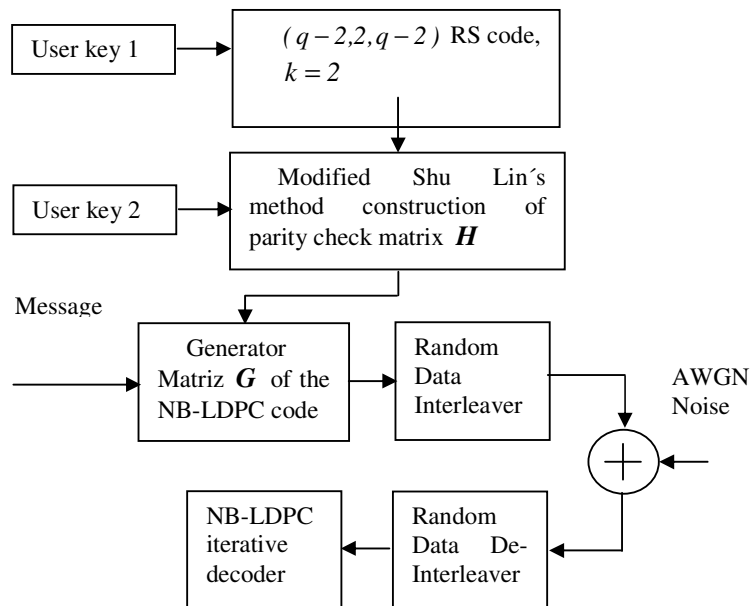 User key 1
( q – 2,2, q – 2 ) RS code,
k = 2
User key 2
Modified Shu Lin´s
method construction of
parity check matrix H
Message
Generator
Matriz G of the
NB-LDPC code
Random
Data
Interleaver
AWGN
Noise
NB-LDPC
iterative
decoder
Random
Data De-
Interleaver